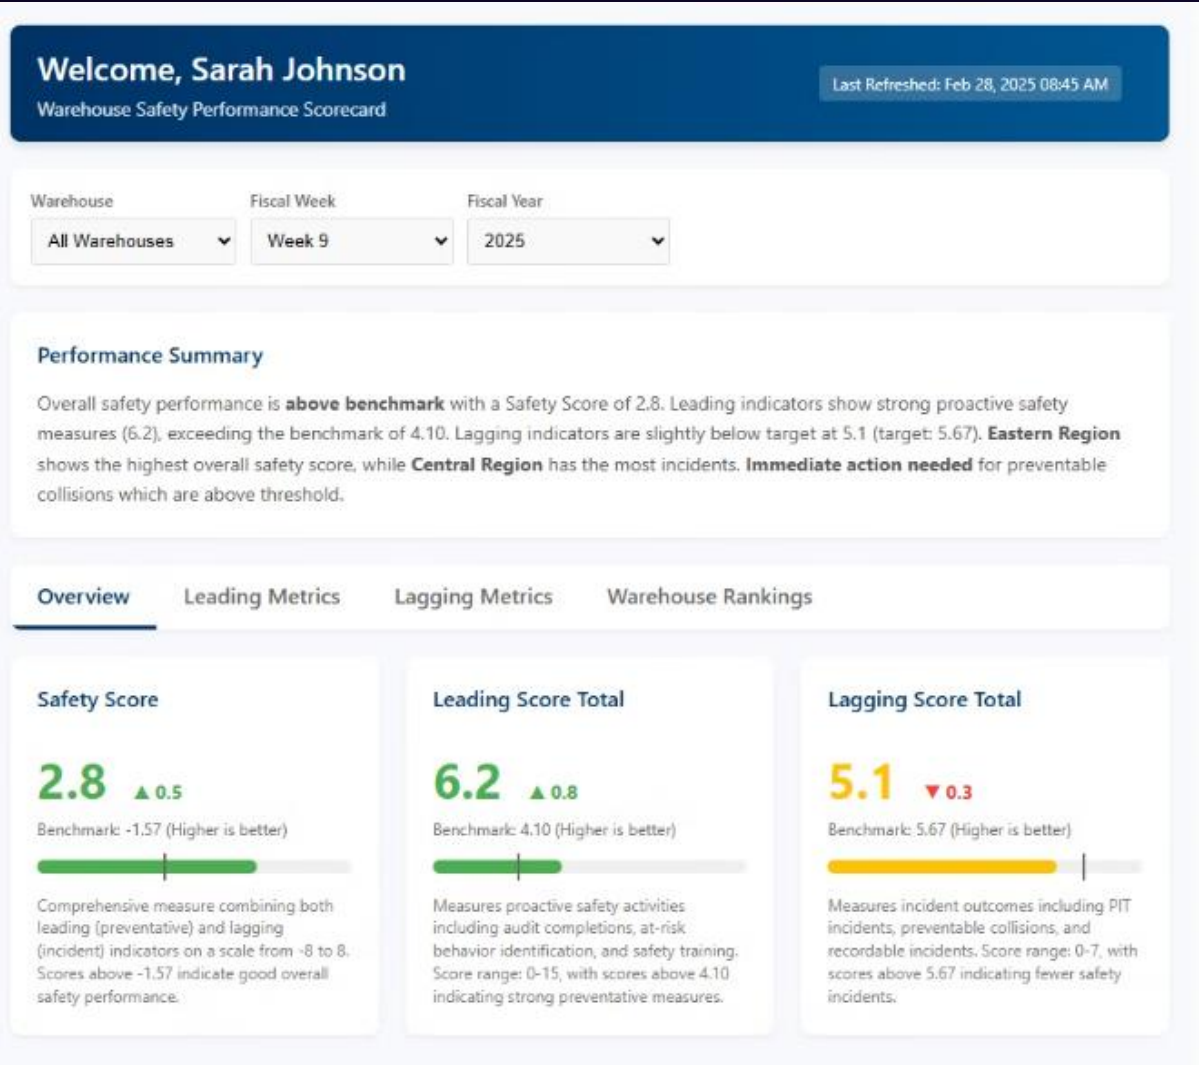 Welcome, Sarah Johnson
Warehouse Safety Performance Scorecard
Last Refreshed: Feb 28, 2025 08:45 AM
Warehouse
Fiscal Week
Fiscal Year
All Warehouses
Week 9
2025
Performance Summary
Overall safety performance is above benchmark with a Safety Score of 2.8. Leading indicators show strong proactive safety
measures (6.2), exceeding the benchmark of 4.10. Lagging indicators are slightly below target at 5.1 (target: 5.67). Eastern Region
shows the highest overall safety score, while Central Region has the most incidents. Immediate action needed for preventable
collisions which are above threshold.
Overview
Leading Metrics
Lagging Metrics
Warehouse Rankings
Safety Score
2.8 ▲ 0.5
Benchmark: -1.57 (Higher is better)
Comprehensive measure combining both
leading (preventative) and lagging
(incident) indicators on a scale from -8 to 8.
Scores above -1.57 indicate good overall
safety performance.
Leading Score Total
6.2 ▲ 0.8
Benchmark: 4.10 (Higher is better)
Measures proactive safety activities
including audit completions, at-risk
behavior identification, and safety training.
Score range: 0-15, with scores above 4.10
indicating strong preventative measures.
Lagging Score Total
5.1 ▼ 0.3
Benchmark: 5.67 (Higher is better)
Measures incident outcomes including PIT
incidents, preventable collisions, and
recordable incidents. Score range: 0-7, with
scores above 5.67 indicating fewer safety
incidents.